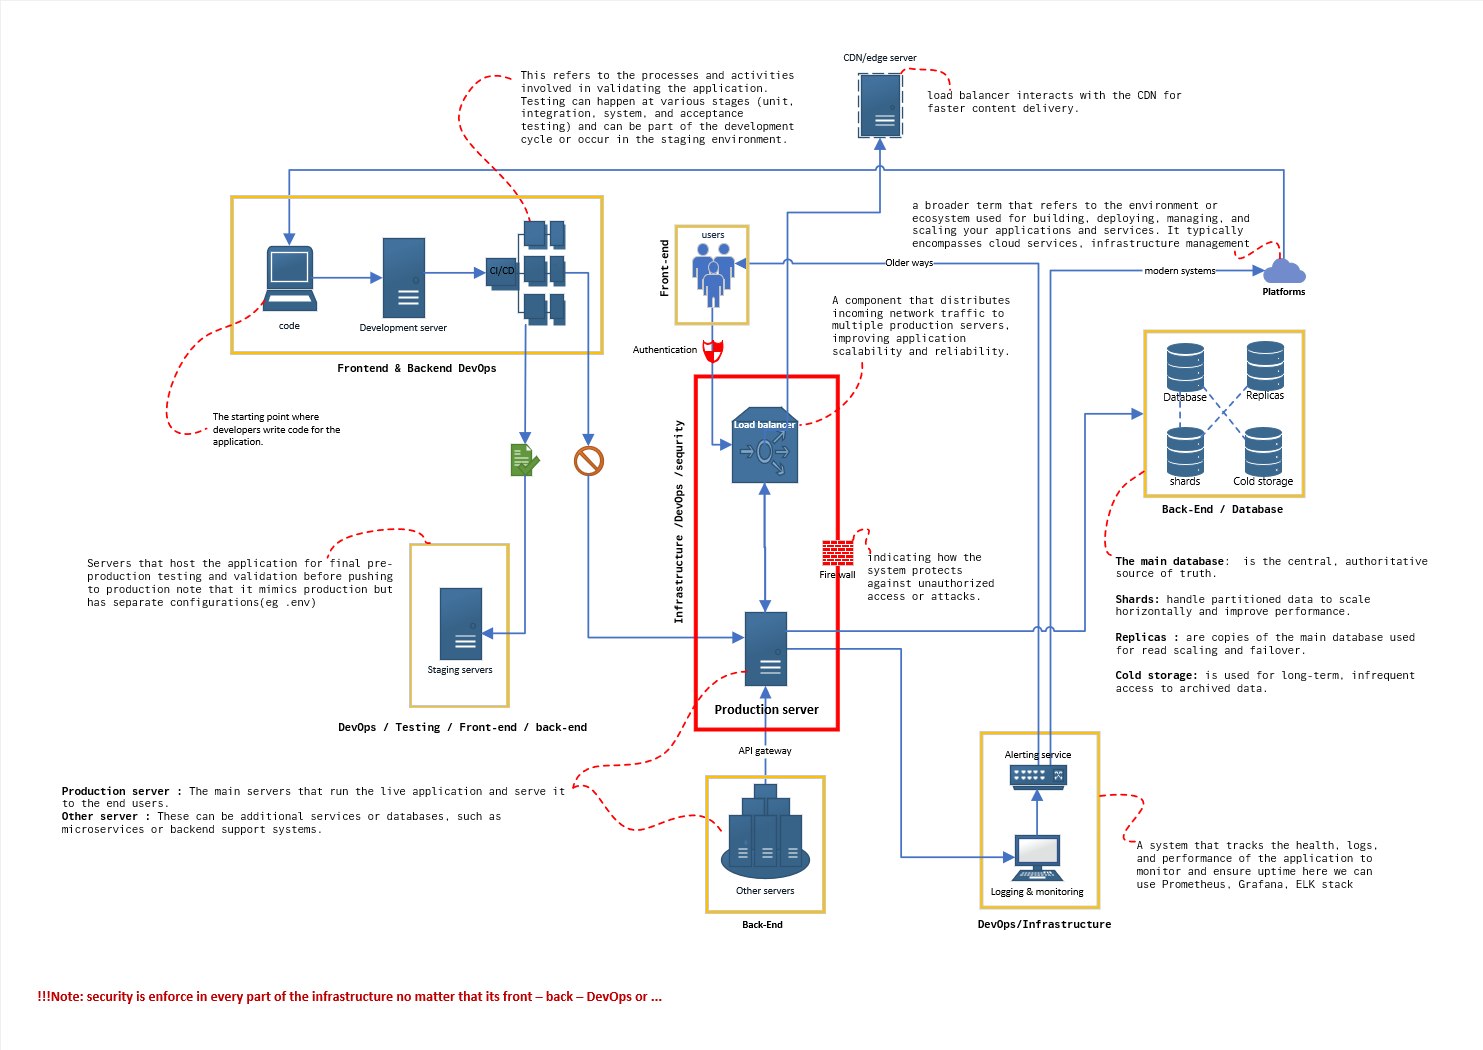 CDN/edge server
This refers to the processes and activities
involved in validating the application.
Testing can happen at various stages (unit,
integration, system, and acceptance
testing) and can be part of the development
cycle or occur in the staging environment.
load balancer interacts with the CDN for
faster content delivery.
a broader term that refers to the environment or
ecosystem used for building, deploying, managing, and
scaling your applications and services. It typically
encompasses cloud services, infrastructure management
users
Front-end
Older ways
modern systems
Platforms
CI/CD
code
Development server
Frontend & Backend DevOps
A component that distributes
incoming network traffic to
multiple production servers,
improving application
scalability and reliability.
Authentication
Database
Replicas
shards
Cold storage
Back-End / Database
The starting point where
developers write code for the
application.
Load balancer
Infrastructure /DevOps /sequrity
Fire wall
indicating how the
system protects
against unauthorized
access or attacks.
Servers that host the application for final pre-
production testing and validation before pushing
to production note that it mimics production but
has separate configurations(eg .env)
Staging servers
DevOps / Testing / Front-end / back-end
The main database:  is the central, authoritative
source of truth.
Shards: handle partitioned data to scale
horizontally and improve performance.
Replicas : are copies of the main database used
for read scaling and failover.
Cold storage: is used for long-term, infrequent
access to archived data.
Production server
API gateway
Production server : The main servers that run the live application and serve it
to the end users.
Other server : These can be additional services or databases, such as
microservices or backend support systems.
Other servers
Back-End
Alerting service
Logging & monitoring
DevOps/Infrastructure
A system that tracks the health, logs,
and performance of the application to
monitor and ensure uptime here we can
use Prometheus, Grafana, ELK stack
!!!Note: security is enforce in every part of the infrastructure no matter that its front – back – DevOps or ...